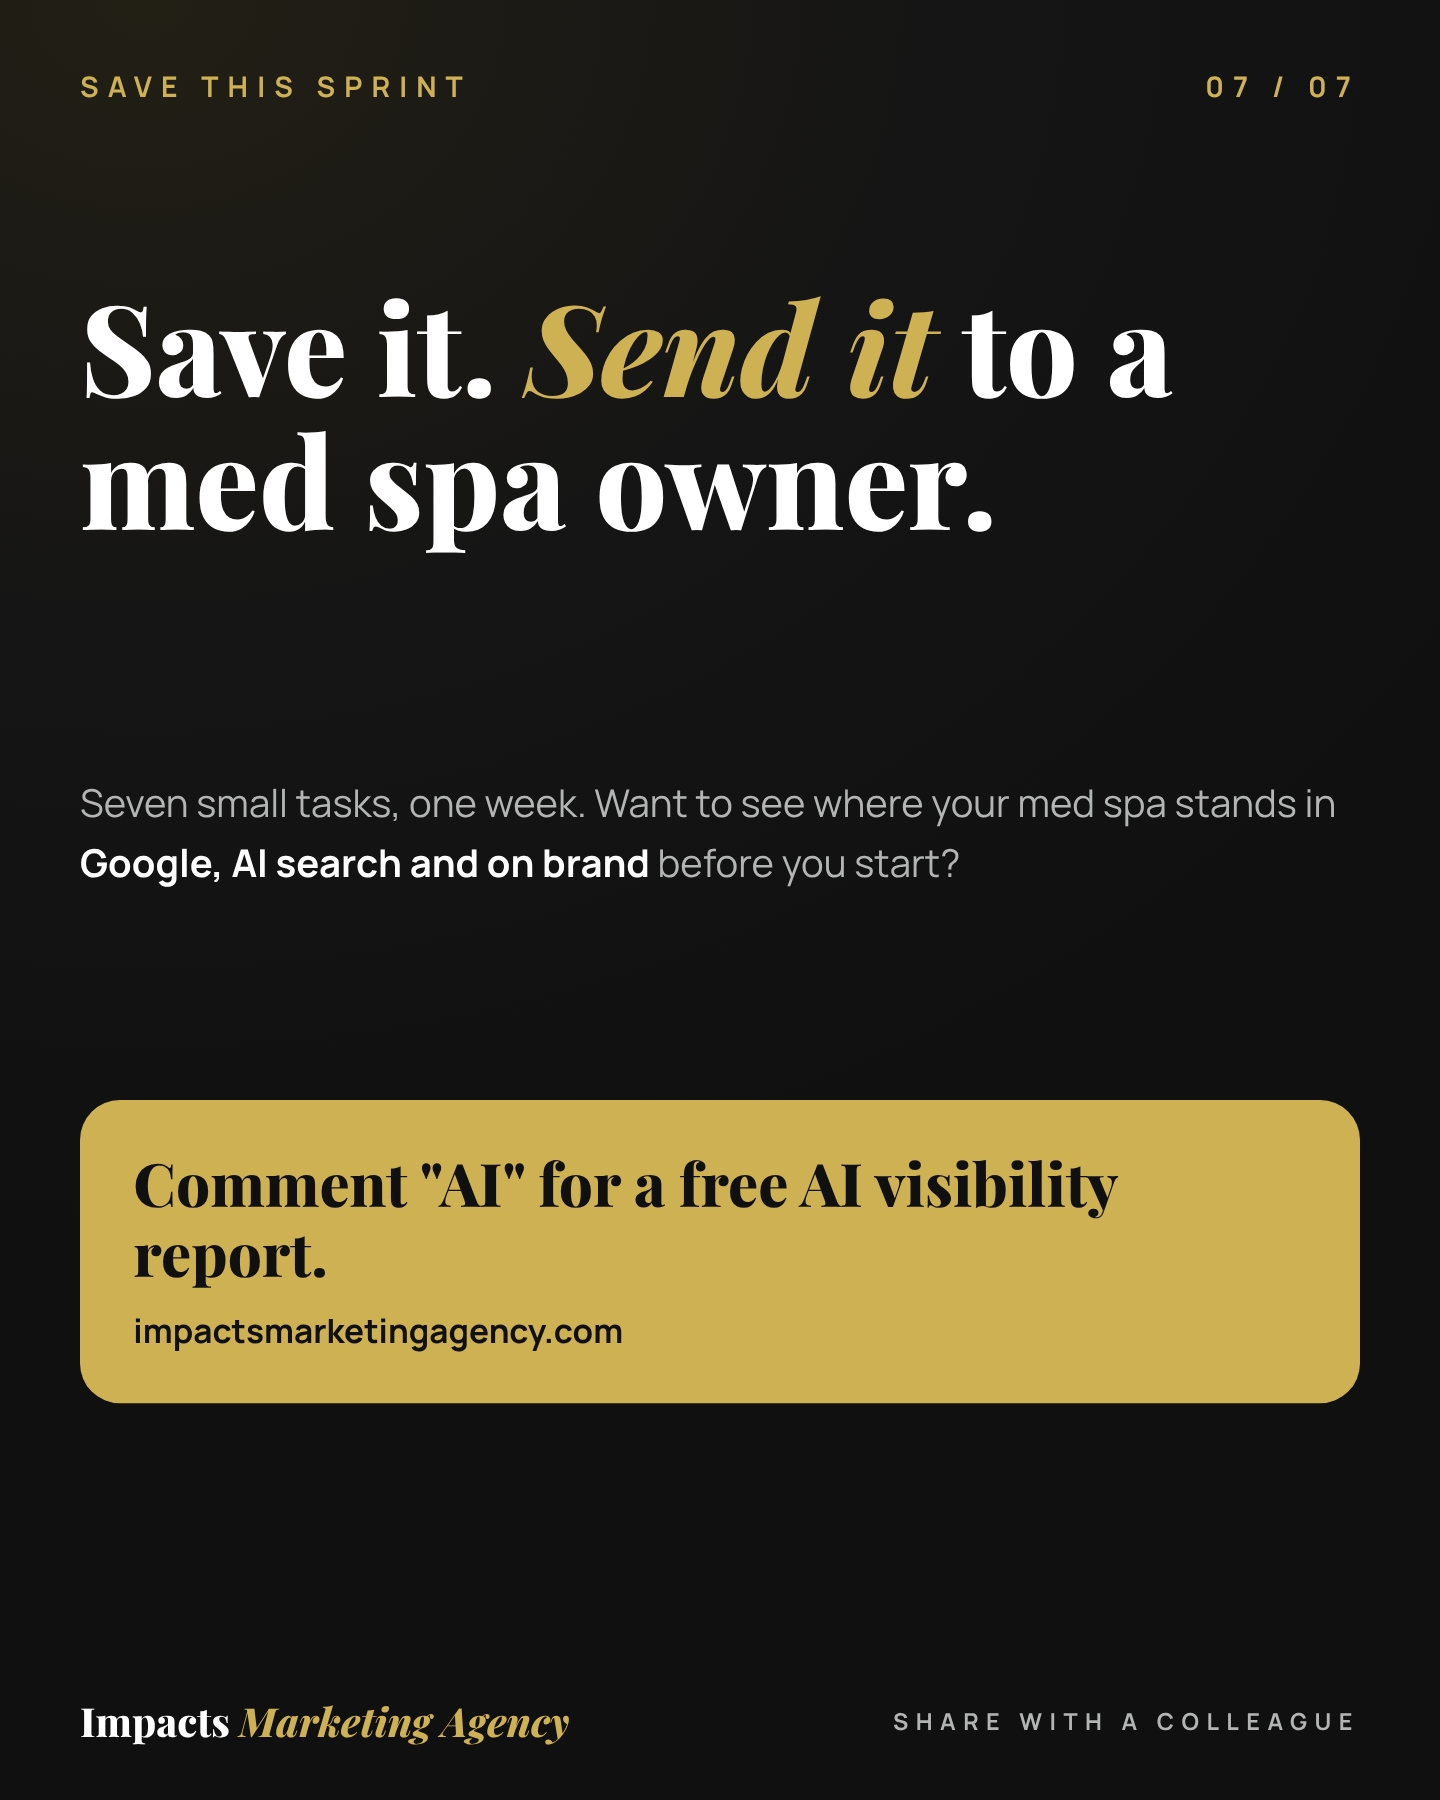 SAVE THIS SPRINT
07 / 07
Save it. Send it to a
med spa owner.
Seven small tasks, one week. Want to see where your med spa stands in
Google, AI search and on brand before you start?
Comment "AI" for a free AI visibility
report.
impactsmarketingagency.com
Impacts Marketing Agency
SHARE WITH A COLLEAGUE